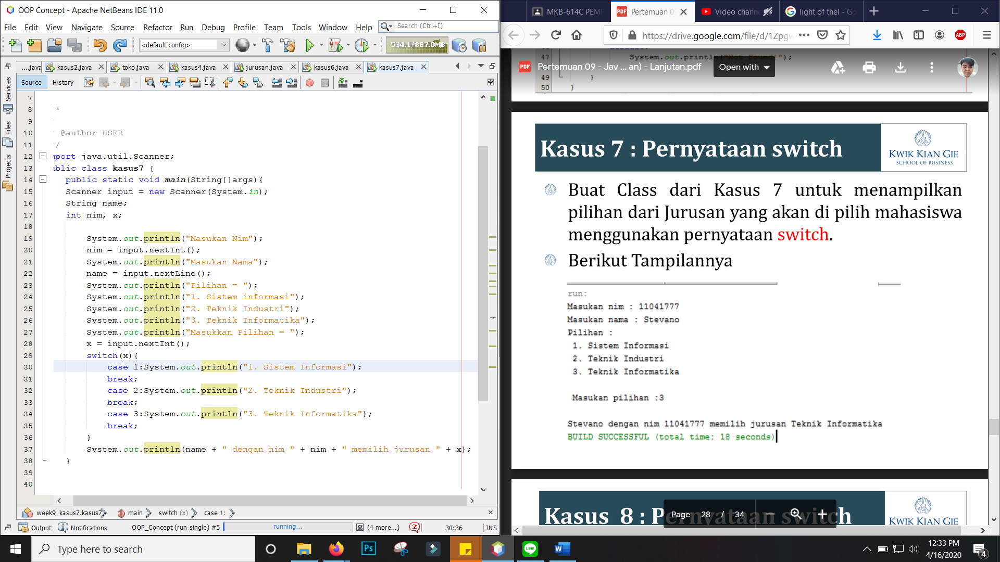 OOP Concept - Apache NetBeans IDE 11.0
File Edit View Navigate Source Refactor Run Debug Profile Team Tools Window Help
Search (Ctrl+I)
<default config>
534.1/867.0MB
....java kasus2.java toko.java kasus4.java jurusan.java kasus6.java kasus7.java
Source History
Services
Files
Projects
7
8 *
9
10 @author USER
11 /
12 port java.util.Scanner;
13 blic class kasus7 {
14 public static void main(String[]args){
15 Scanner input = new Scanner(System.in);
16 String name;
17 int nim, x;
18
19 System.out.println("Masukan Nim");
20 nim = input.nextInt();
21 System.out.println("Masukan Nama");
22 name = input.nextLine();
23 System.out.println("Pilihan = ");
24 System.out.println("1. Sistem informasi");
25 System.out.println("2. Teknik Industri");
26 System.out.println("3. Teknik Informatika");
27 System.out.println("Masukkan Pilihan = ");
28 x = input.nextInt();
29 switch(x){
30 case 1:System.out.println("1. Sistem Informasi");
31 break;
32 case 2:System.out.println("2. Teknik Industri");
33 break;
34 case 3:System.out.println("3. Teknik Informatika");
35 break;
36 }
37 System.out.println(name + " dengan nim " + nim + " memilih jurusan " + x);
38 }
39
40
week9_kasus7.kasus7 main switch (x) case 1:
Output Notifications OOP_Concept (run-single) #5 running... (4 more...) 30:36 INS
MKB-614C PEM
PDF Pertemuan 09
Video chann
light of thel - Go
https://drive.google.com/file/d/1Zpgw
ABP
47 System.out.println("Not Found!");
PDF Pertemuan 09 - Jav ... an) - Lanjutan.pdf Open with
49 }
50 }
Kasus 7 : Pernyataan switch
KWIK KIAN GIE
SCHOOL OF BUSINESS
Buat Class dari Kasus 7 untuk menampilkan
pilihan dari Jurusan yang akan di pilih mahasiswa
menggunakan pernyataan switch.
Berikut Tampilannya
run:
Masukan nim : 11041777
Masukan nama : Stevano
Pilihan :
1. Sistem Informasi
2. Teknik Industri
3. Teknik Informatika
Masukan pilihan :3
Stevano dengan nim 11041777 memilih jurusan Teknik Informatika
BUILD SUCCESSFUL (total time: 18 seconds)
Kasus 8 : Pernyataan switch
KWIK KIAN GIE
Page 28 / 34
Type here to search
Ps
LINE
W
12:33 PM
4/16/2020
4